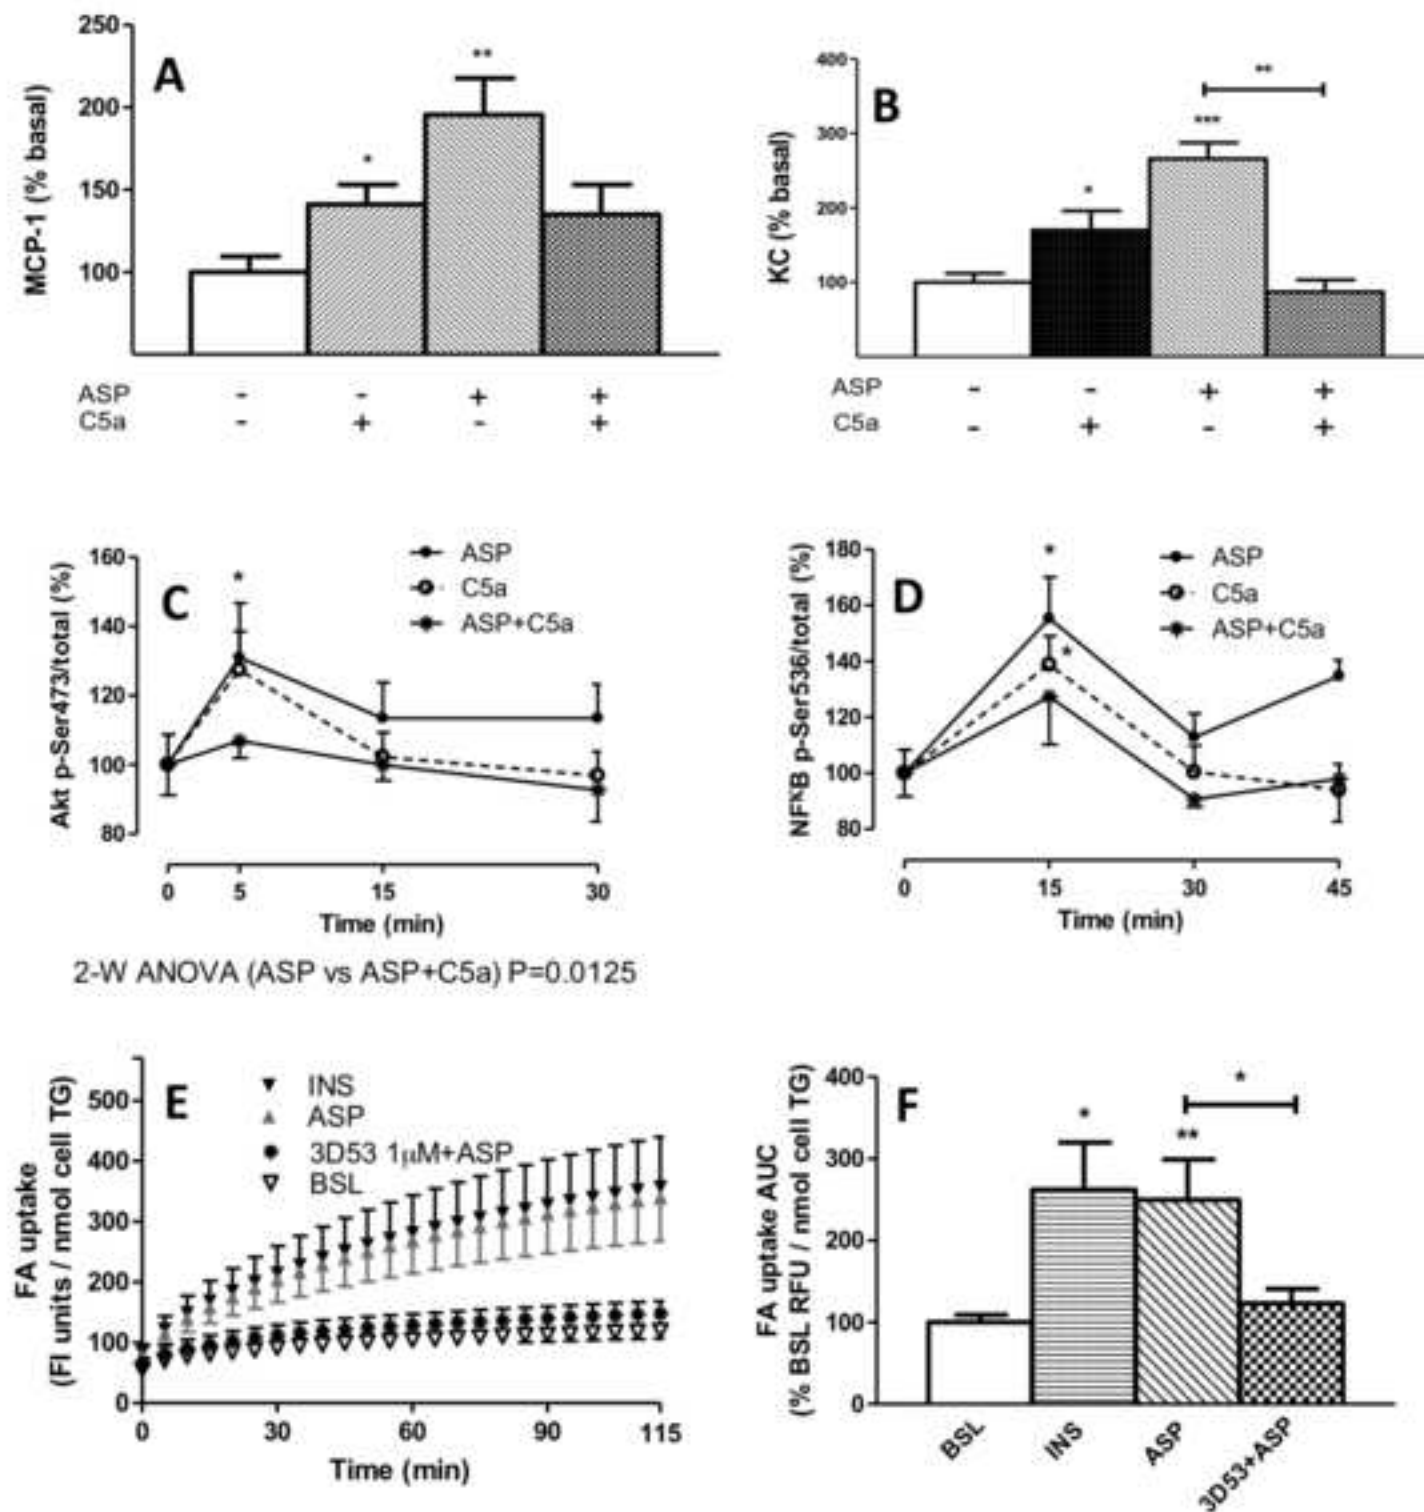 A
MCP-1 (% basal)
250
200
150
100
*
**
ASP - - + +
C5a - + - +
B
KC (% basal)
400
300
200
100
*
***
**
ASP - - + +
C5a - + - +
C
Akt p-Ser473/total (%)
160
140
120
100
80
*
ASP
C5a
ASP+C5a
0 5 15 30
Time (min)
2-W ANOVA (ASP vs ASP+C5a) P=0.0125
D
NFκB p-Ser536/total (%)
180
160
140
120
100
80
*
*
ASP
C5a
ASP+C5a
0 15 30 45
Time (min)
E
FA uptake
(FI units / nmol cell TG)
500
400
300
200
100
0
INS
ASP
3D53 1μM+ASP
BSL
0 30 60 90 115
Time (min)
F
FA uptake AUC
(% BSL RFU / nmol cell TG)
400
300
200
100
0
*
**
*
BSL INS ASP 3D53+ASP